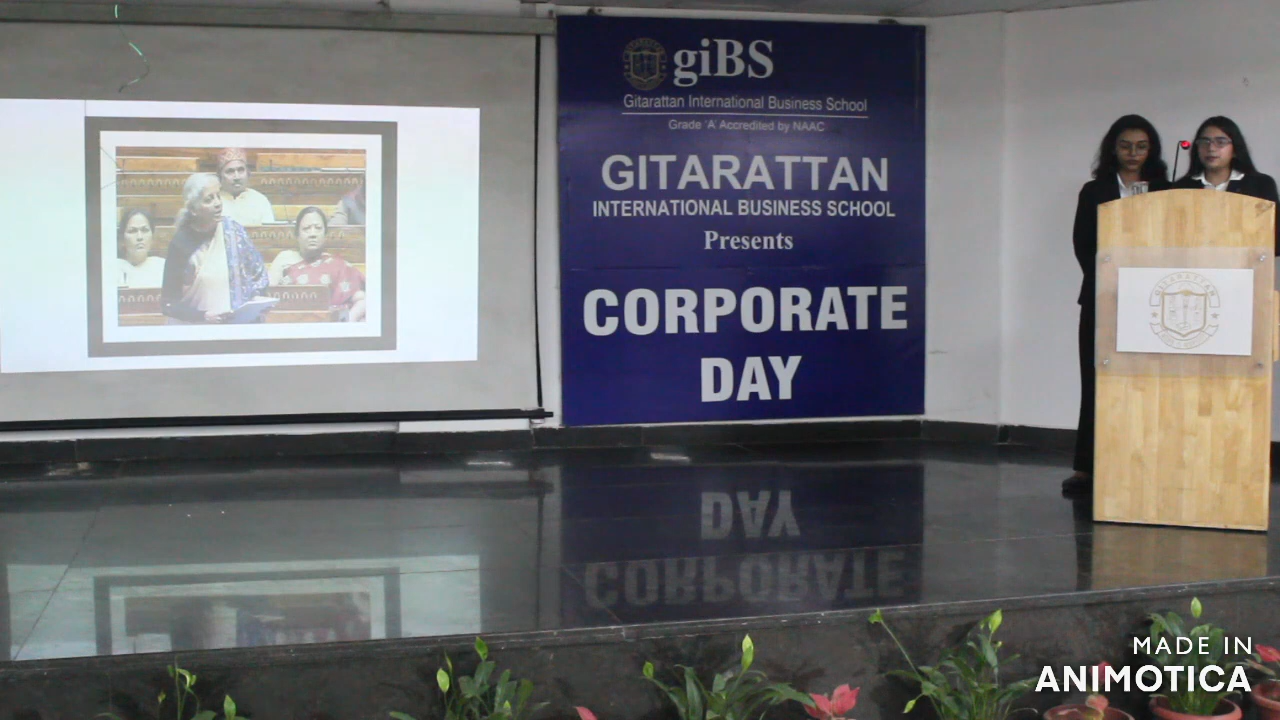 giBS
Gitarattan International Business School
Grade 'A' Accredited by NAAC
GITARATTAN
INTERNATIONAL BUSINESS SCHOOL
Presents
CORPORATE
DAY
GITARATTAN
MADE IN
ANIMOTICA